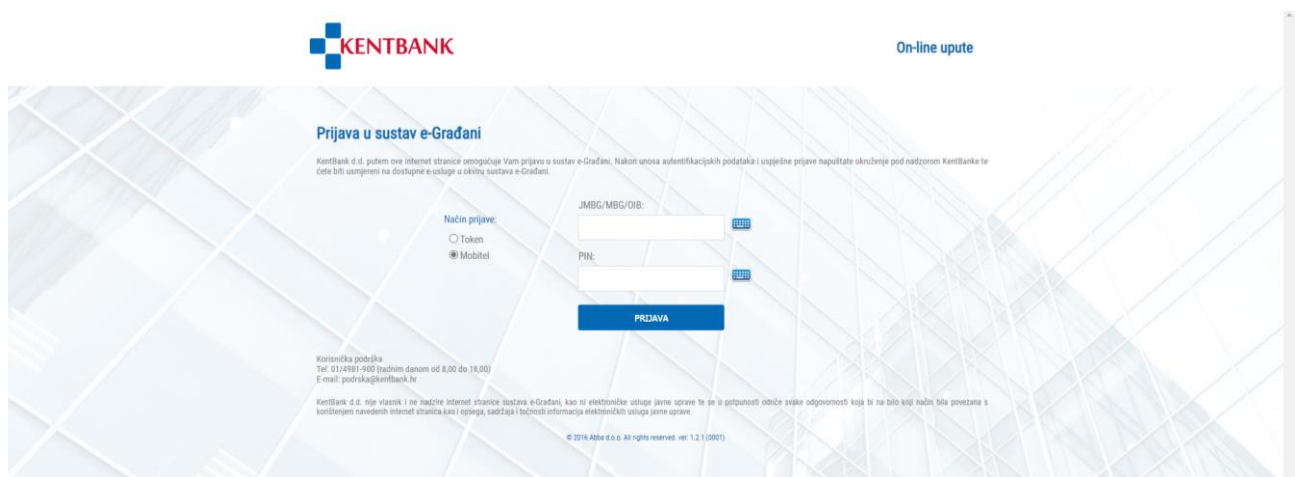 KENTBANK
On-line upute
Prijava u sustav e-Građani
KentBank d.d. putem ove internet stranice omogućuje Vam prijavu u sustav e-Građani. Nakon unosa autentifikacijskih podataka i uspješne prijave napuštate okruženje pod nadzorom KentBanke te
ćete biti usmjereni na dostupne e-usluge u okviru sustava e-Građani.
JMBG/MBG/OIB:
Način prijave:
Token
Mobitel
PIN:
PRIJAVA
Korisnička podrška
Tel: 01/4981-900 (radnim danom od 8,00 do 18,00)
E-mail: podrska@kentbank.hr
KentBank d.d. nije vlasnik i ne nadzire internet stranice sustava e-Građani, kao ni elektroničke usluge javne uprave te se u potpunosti odriče svake odgovornosti koja bi na bilo koji način bila povezana s
korištenjem navedenih internet stranica kao i opsega, sadržaja i točnosti informacija elektroničkih usluga javne uprave.
© 2016 Abba d.o.o. All rights reserved. ver: 1.2.1 (0001)